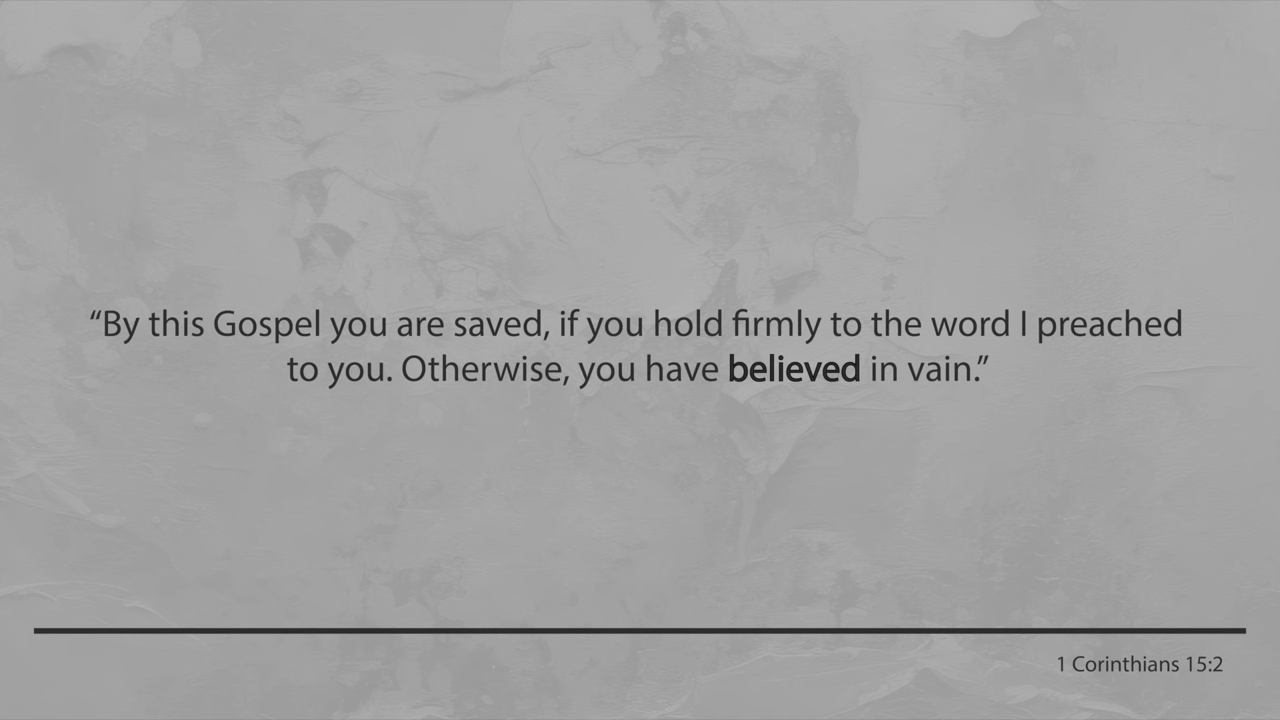 “By this Gospel you are saved, if you hold firmly to the word I preached
to you. Otherwise, you have believed in vain.”
1 Corinthians 15:2